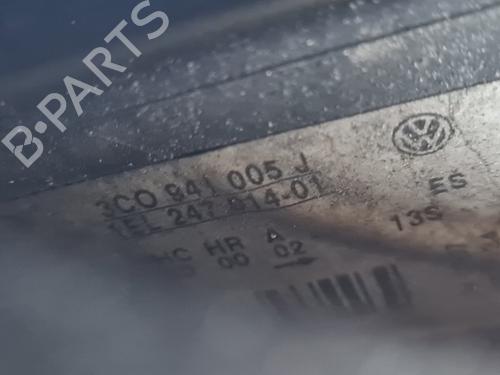 B-PARTS
3C0 941 005 J
1EL 247 014-01
HC HR A
00 02
ES
13S